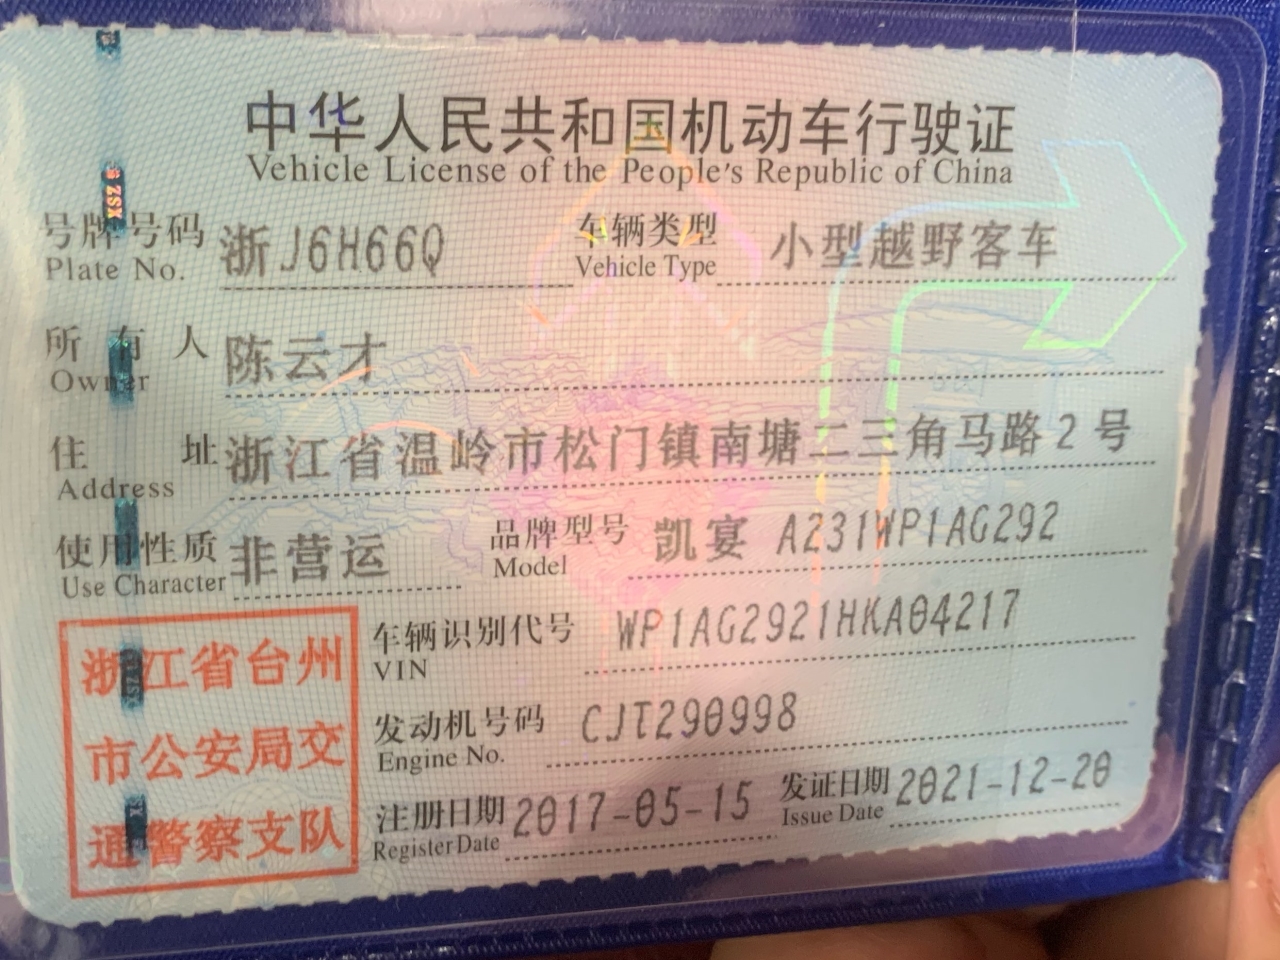 中华人民共和国机动车行驶证
Vehicle License of the People's Republic of China
号牌号码 浙J6H66Q 车辆类型 小型越野客车
Plate No. Vehicle Type
所有人 陈云才
Owner
住址 浙江省温岭市松门镇南塘二三角马路2号
Address
使用性质 非营运 品牌型号 凯宴 A231WP1AG292
Use Character Model
车辆识别代号 WP1AG2921HKA04217
VIN
发动机号码 CJT290998
Engine No.
注册日期 2017-05-15 发证日期 2021-12-20
Register Date Issue Date
浙江省台州
市公安局交
通警察支队
ZSX